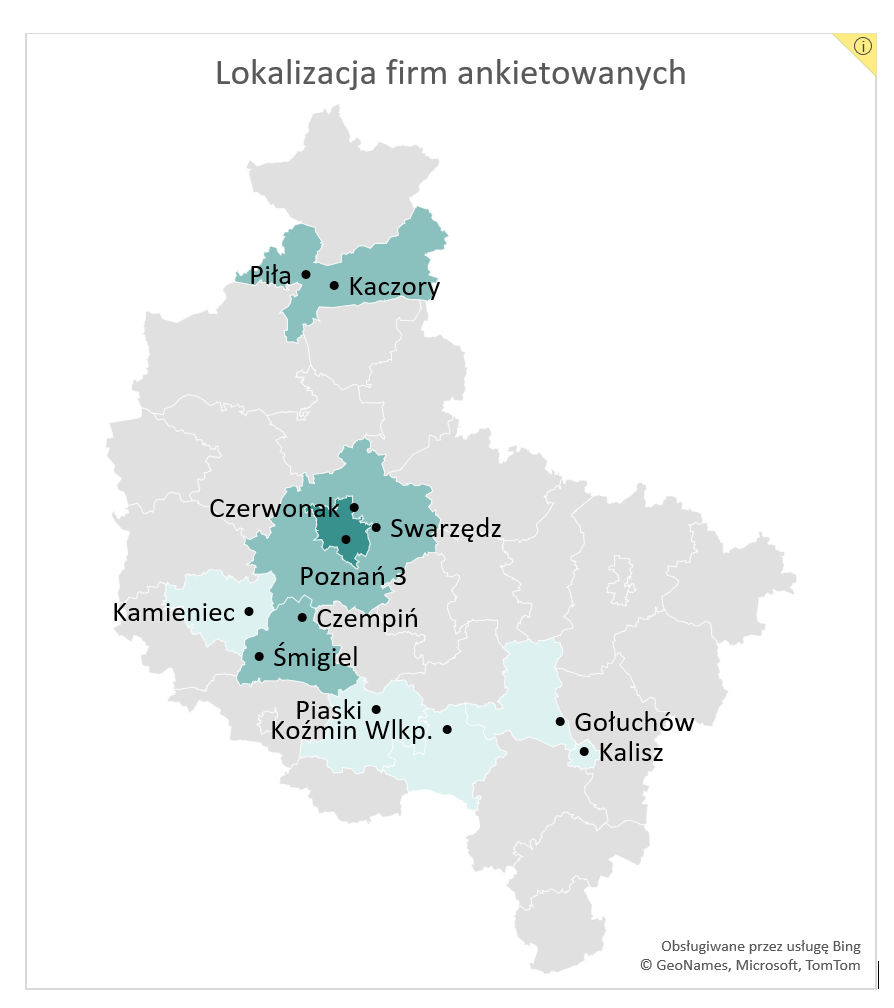 Lokalizacja firm ankietowanych
Piła
Kaczory
Czerwonak
Swarzędz
Poznań 3
Kamieniec
Czempiń
Śmigiel
Piaski
Koźmin Wlkp.
Gołuchów
Kalisz
Obsługiwane przez usługę Bing
© GeoNames, Microsoft, TomTom